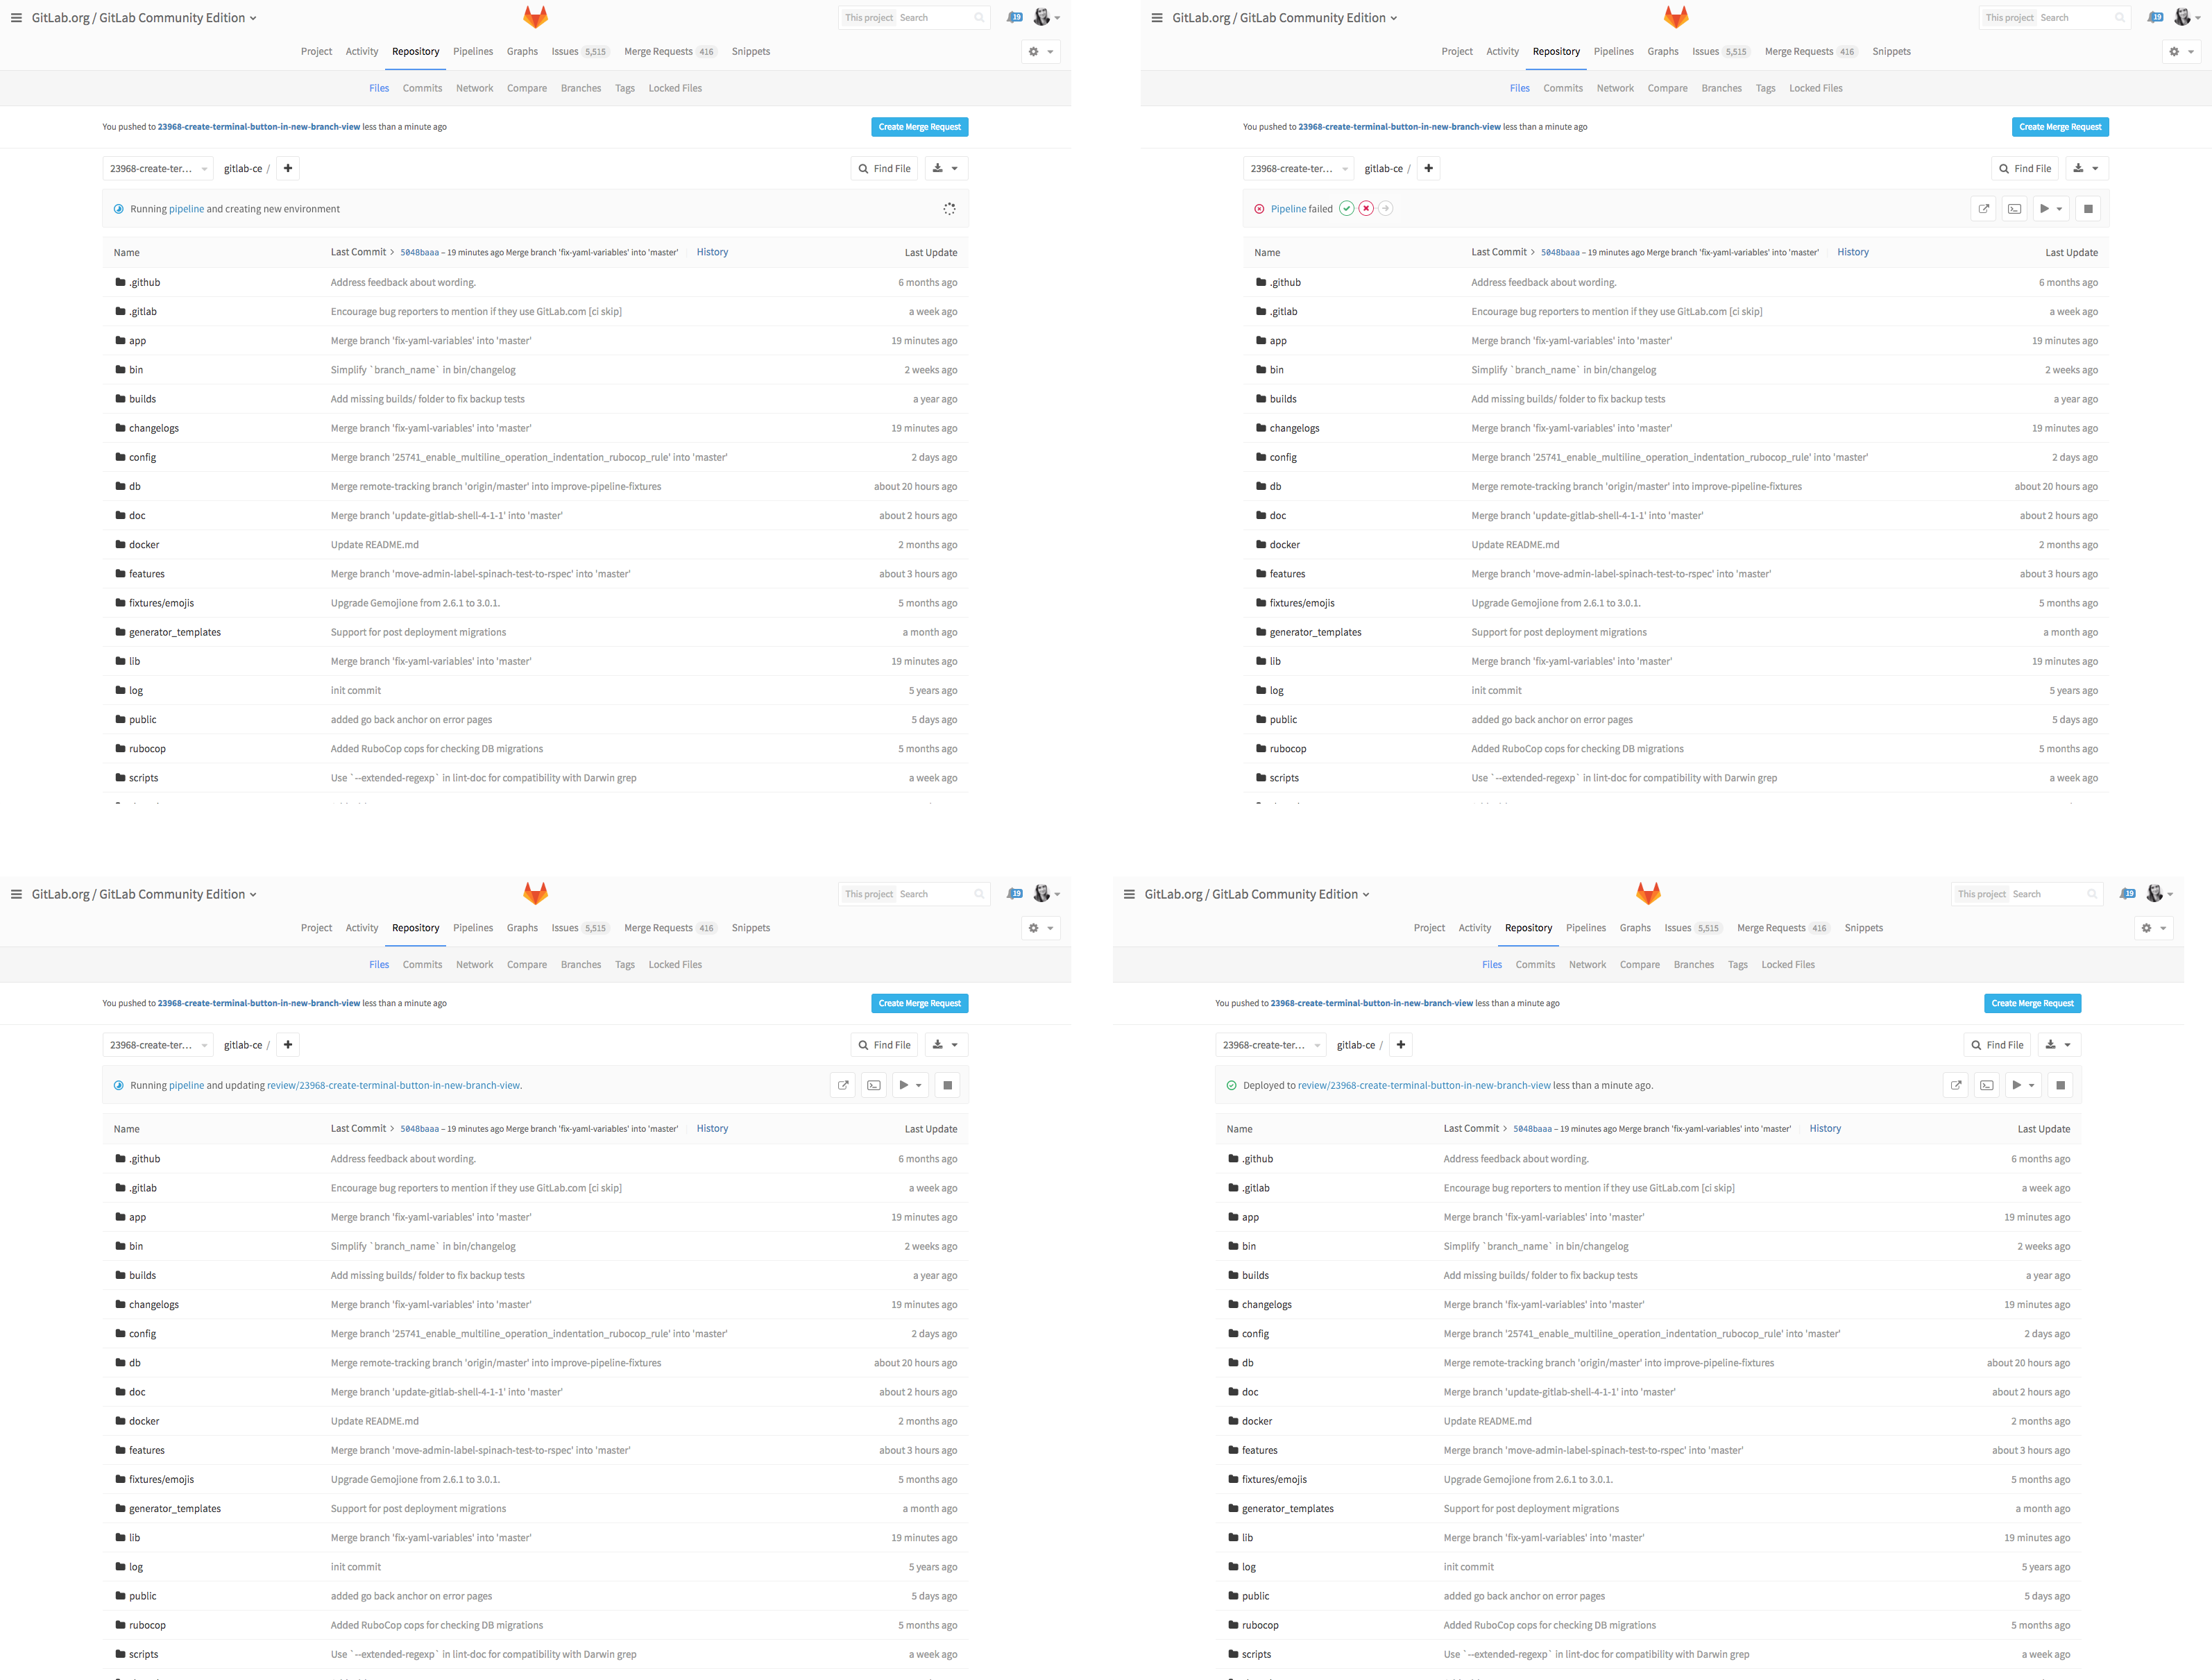 GitLab.org / GitLab Community Edition
This project Search
19
Project Activity Repository Pipelines Graphs Issues 5,515 Merge Requests 416 Snippets
Files Commits Network Compare Branches Tags Locked Files
You pushed to 23968-create-terminal-button-in-new-branch-view less than a minute ago
Create Merge Request
23968-create-ter... gitlab-ce / +
Find File
Running pipeline and creating new environment
Name Last Commit > 5048baaa – 19 minutes ago Merge branch 'fix-yaml-variables' into 'master' History Last Update
.github Address feedback about wording. 6 months ago
.gitlab Encourage bug reporters to mention if they use GitLab.com [ci skip] a week ago
app Merge branch 'fix-yaml-variables' into 'master' 19 minutes ago
bin Simplify `branch_name` in bin/changelog 2 weeks ago
builds Add missing builds/ folder to fix backup tests a year ago
changelogs Merge branch 'fix-yaml-variables' into 'master' 19 minutes ago
config Merge branch '25741_enable_multiline_operation_indentation_rubocop_rule' into 'master' 2 days ago
db Merge remote-tracking branch 'origin/master' into improve-pipeline-fixtures about 20 hours ago
doc Merge branch 'update-gitlab-shell-4-1-1' into 'master' about 2 hours ago
docker Update README.md 2 months ago
features Merge branch 'move-admin-label-spinach-test-to-rspec' into 'master' about 3 hours ago
fixtures/emojis Upgrade Gemojione from 2.6.1 to 3.0.1. 5 months ago
generator_templates Support for post deployment migrations a month ago
lib Merge branch 'fix-yaml-variables' into 'master' 19 minutes ago
log init commit 5 years ago
public added go back anchor on error pages 5 days ago
rubocop Added RuboCop cops for checking DB migrations 5 months ago
scripts Use `--extended-regexp` in lint-doc for compatibility with Darwin grep a week ago
GitLab.org / GitLab Community Edition
This project Search
19
Project Activity Repository Pipelines Graphs Issues 5,515 Merge Requests 416 Snippets
Files Commits Network Compare Branches Tags Locked Files
You pushed to 23968-create-terminal-button-in-new-branch-view less than a minute ago
Create Merge Request
23968-create-ter... gitlab-ce / +
Find File
Pipeline failed
Name Last Commit > 5048baaa – 19 minutes ago Merge branch 'fix-yaml-variables' into 'master' History Last Update
.github Address feedback about wording. 6 months ago
.gitlab Encourage bug reporters to mention if they use GitLab.com [ci skip] a week ago
app Merge branch 'fix-yaml-variables' into 'master' 19 minutes ago
bin Simplify `branch_name` in bin/changelog 2 weeks ago
builds Add missing builds/ folder to fix backup tests a year ago
changelogs Merge branch 'fix-yaml-variables' into 'master' 19 minutes ago
config Merge branch '25741_enable_multiline_operation_indentation_rubocop_rule' into 'master' 2 days ago
db Merge remote-tracking branch 'origin/master' into improve-pipeline-fixtures about 20 hours ago
doc Merge branch 'update-gitlab-shell-4-1-1' into 'master' about 2 hours ago
docker Update README.md 2 months ago
features Merge branch 'move-admin-label-spinach-test-to-rspec' into 'master' about 3 hours ago
fixtures/emojis Upgrade Gemojione from 2.6.1 to 3.0.1. 5 months ago
generator_templates Support for post deployment migrations a month ago
lib Merge branch 'fix-yaml-variables' into 'master' 19 minutes ago
log init commit 5 years ago
public added go back anchor on error pages 5 days ago
rubocop Added RuboCop cops for checking DB migrations 5 months ago
scripts Use `--extended-regexp` in lint-doc for compatibility with Darwin grep a week ago
GitLab.org / GitLab Community Edition
This project Search
19
Project Activity Repository Pipelines Graphs Issues 5,515 Merge Requests 416 Snippets
Files Commits Network Compare Branches Tags Locked Files
You pushed to 23968-create-terminal-button-in-new-branch-view less than a minute ago
Create Merge Request
23968-create-ter... gitlab-ce / +
Find File
Running pipeline and updating review/23968-create-terminal-button-in-new-branch-view.
Name Last Commit > 5048baaa – 19 minutes ago Merge branch 'fix-yaml-variables' into 'master' History Last Update
.github Address feedback about wording. 6 months ago
.gitlab Encourage bug reporters to mention if they use GitLab.com [ci skip] a week ago
app Merge branch 'fix-yaml-variables' into 'master' 19 minutes ago
bin Simplify `branch_name` in bin/changelog 2 weeks ago
builds Add missing builds/ folder to fix backup tests a year ago
changelogs Merge branch 'fix-yaml-variables' into 'master' 19 minutes ago
config Merge branch '25741_enable_multiline_operation_indentation_rubocop_rule' into 'master' 2 days ago
db Merge remote-tracking branch 'origin/master' into improve-pipeline-fixtures about 20 hours ago
doc Merge branch 'update-gitlab-shell-4-1-1' into 'master' about 2 hours ago
docker Update README.md 2 months ago
features Merge branch 'move-admin-label-spinach-test-to-rspec' into 'master' about 3 hours ago
fixtures/emojis Upgrade Gemojione from 2.6.1 to 3.0.1. 5 months ago
generator_templates Support for post deployment migrations a month ago
lib Merge branch 'fix-yaml-variables' into 'master' 19 minutes ago
log init commit 5 years ago
public added go back anchor on error pages 5 days ago
rubocop Added RuboCop cops for checking DB migrations 5 months ago
scripts Use `--extended-regexp` in lint-doc for compatibility with Darwin grep a week ago
GitLab.org / GitLab Community Edition
This project Search
19
Project Activity Repository Pipelines Graphs Issues 5,515 Merge Requests 416 Snippets
Files Commits Network Compare Branches Tags Locked Files
You pushed to 23968-create-terminal-button-in-new-branch-view less than a minute ago
Create Merge Request
23968-create-ter... gitlab-ce / +
Find File
Deployed to review/23968-create-terminal-button-in-new-branch-view less than a minute ago.
Name Last Commit > 5048baaa – 19 minutes ago Merge branch 'fix-yaml-variables' into 'master' History Last Update
.github Address feedback about wording. 6 months ago
.gitlab Encourage bug reporters to mention if they use GitLab.com [ci skip] a week ago
app Merge branch 'fix-yaml-variables' into 'master' 19 minutes ago
bin Simplify `branch_name` in bin/changelog 2 weeks ago
builds Add missing builds/ folder to fix backup tests a year ago
changelogs Merge branch 'fix-yaml-variables' into 'master' 19 minutes ago
config Merge branch '25741_enable_multiline_operation_indentation_rubocop_rule' into 'master' 2 days ago
db Merge remote-tracking branch 'origin/master' into improve-pipeline-fixtures about 20 hours ago
doc Merge branch 'update-gitlab-shell-4-1-1' into 'master' about 2 hours ago
docker Update README.md 2 months ago
features Merge branch 'move-admin-label-spinach-test-to-rspec' into 'master' about 3 hours ago
fixtures/emojis Upgrade Gemojione from 2.6.1 to 3.0.1. 5 months ago
generator_templates Support for post deployment migrations a month ago
lib Merge branch 'fix-yaml-variables' into 'master' 19 minutes ago
log init commit 5 years ago
public added go back anchor on error pages 5 days ago
rubocop Added RuboCop cops for checking DB migrations 5 months ago
scripts Use `--extended-regexp` in lint-doc for compatibility with Darwin grep a week ago